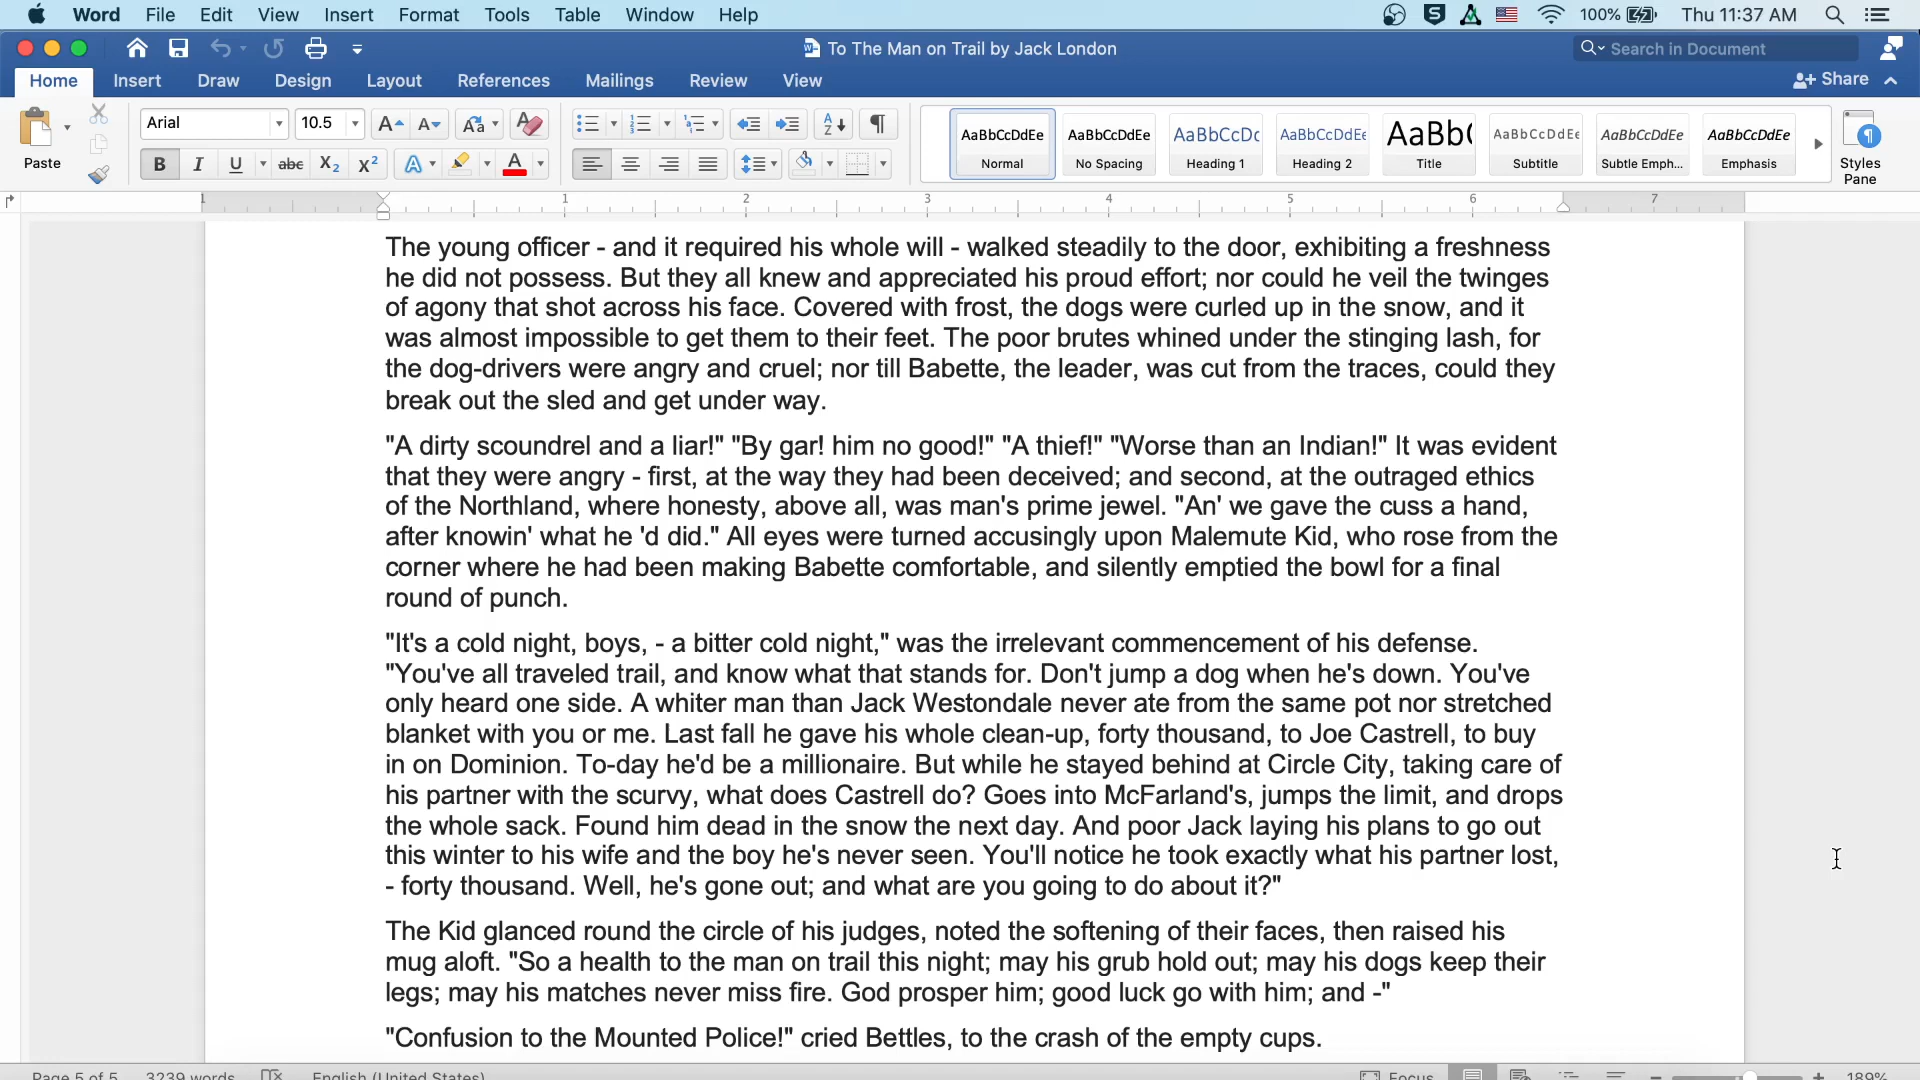 Word File Edit View Insert Format Tools Table Window Help 100% Thu 11:37 AM
To The Man on Trail by Jack London Search in Document
Home Insert Draw Design Layout References Mailings Review View Share
Arial 10.5 AaBbCcDdEe AaBbCcDdEe AaBbCcDc AaBbCcDdEe AaBb( AaBbCcDdEe AaBbCcDdEe AaBbCcDdEe
Paste Normal No Spacing Heading 1 Heading 2 Title Subtitle Subtle Emph... Emphasis Styles
Pane
1 1 2 3 4 5 6 7
The young officer - and it required his whole will - walked steadily to the door, exhibiting a freshness
he did not possess. But they all knew and appreciated his proud effort; nor could he veil the twinges
of agony that shot across his face. Covered with frost, the dogs were curled up in the snow, and it
was almost impossible to get them to their feet. The poor brutes whined under the stinging lash, for
the dog-drivers were angry and cruel; nor till Babette, the leader, was cut from the traces, could they
break out the sled and get under way.
"A dirty scoundrel and a liar!" "By gar! him no good!" "A thief!" "Worse than an Indian!" It was evident
that they were angry - first, at the way they had been deceived; and second, at the outraged ethics
of the Northland, where honesty, above all, was man's prime jewel. "An' we gave the cuss a hand,
after knowin' what he 'd did." All eyes were turned accusingly upon Malemute Kid, who rose from the
corner where he had been making Babette comfortable, and silently emptied the bowl for a final
round of punch.
"It's a cold night, boys, - a bitter cold night," was the irrelevant commencement of his defense.
"You've all traveled trail, and know what that stands for. Don't jump a dog when he's down. You've
only heard one side. A whiter man than Jack Westondale never ate from the same pot nor stretched
blanket with you or me. Last fall he gave his whole clean-up, forty thousand, to Joe Castrell, to buy
in on Dominion. To-day he'd be a millionaire. But while he stayed behind at Circle City, taking care of
his partner with the scurvy, what does Castrell do? Goes into McFarland's, jumps the limit, and drops
the whole sack. Found him dead in the snow the next day. And poor Jack laying his plans to go out
this winter to his wife and the boy he's never seen. You'll notice he took exactly what his partner lost,
- forty thousand. Well, he's gone out; and what are you going to do about it?"
The Kid glanced round the circle of his judges, noted the softening of their faces, then raised his
mug aloft. "So a health to the man on trail this night; may his grub hold out; may his dogs keep their
legs; may his matches never miss fire. God prosper him; good luck go with him; and -"
"Confusion to the Mounted Police!" cried Bettles, to the crash of the empty cups.
Page 5 of 5 3239 words English (United States) Focus 189%